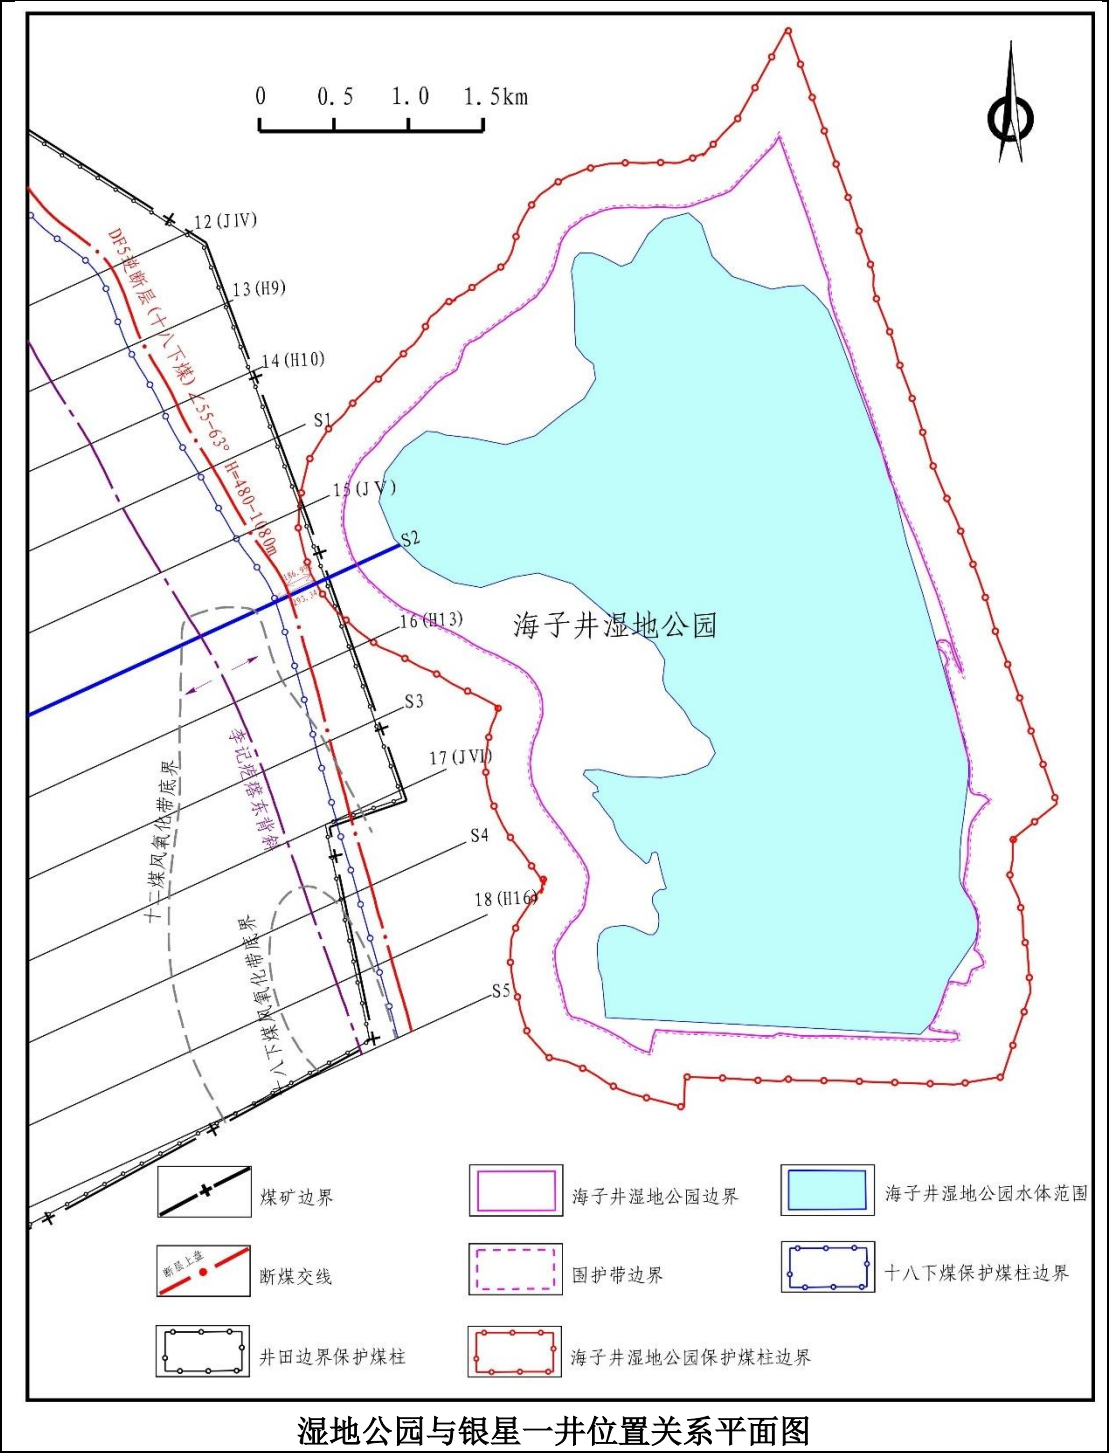 0 0.5 1.0 1.5km
12(JIV)
DF5逆断层(十八下煤)∠55-63° H=480-1080m
13(H9)
14(H10)
S1
15(JV)
S2
16(H13)
海子井湿地公园
S3
17(JVI)
S4
18(H16)
S5
十二煤风氧化带底界
十八下煤风氧化带底界
煤矿边界
海子井湿地公园边界
海子井湿地公园水体范围
断层上盘
断煤交线
围护带边界
十八下煤保护煤柱边界
井田边界保护煤柱
海子井湿地公园保护煤柱边界
湿地公园与银星一井位置关系平面图